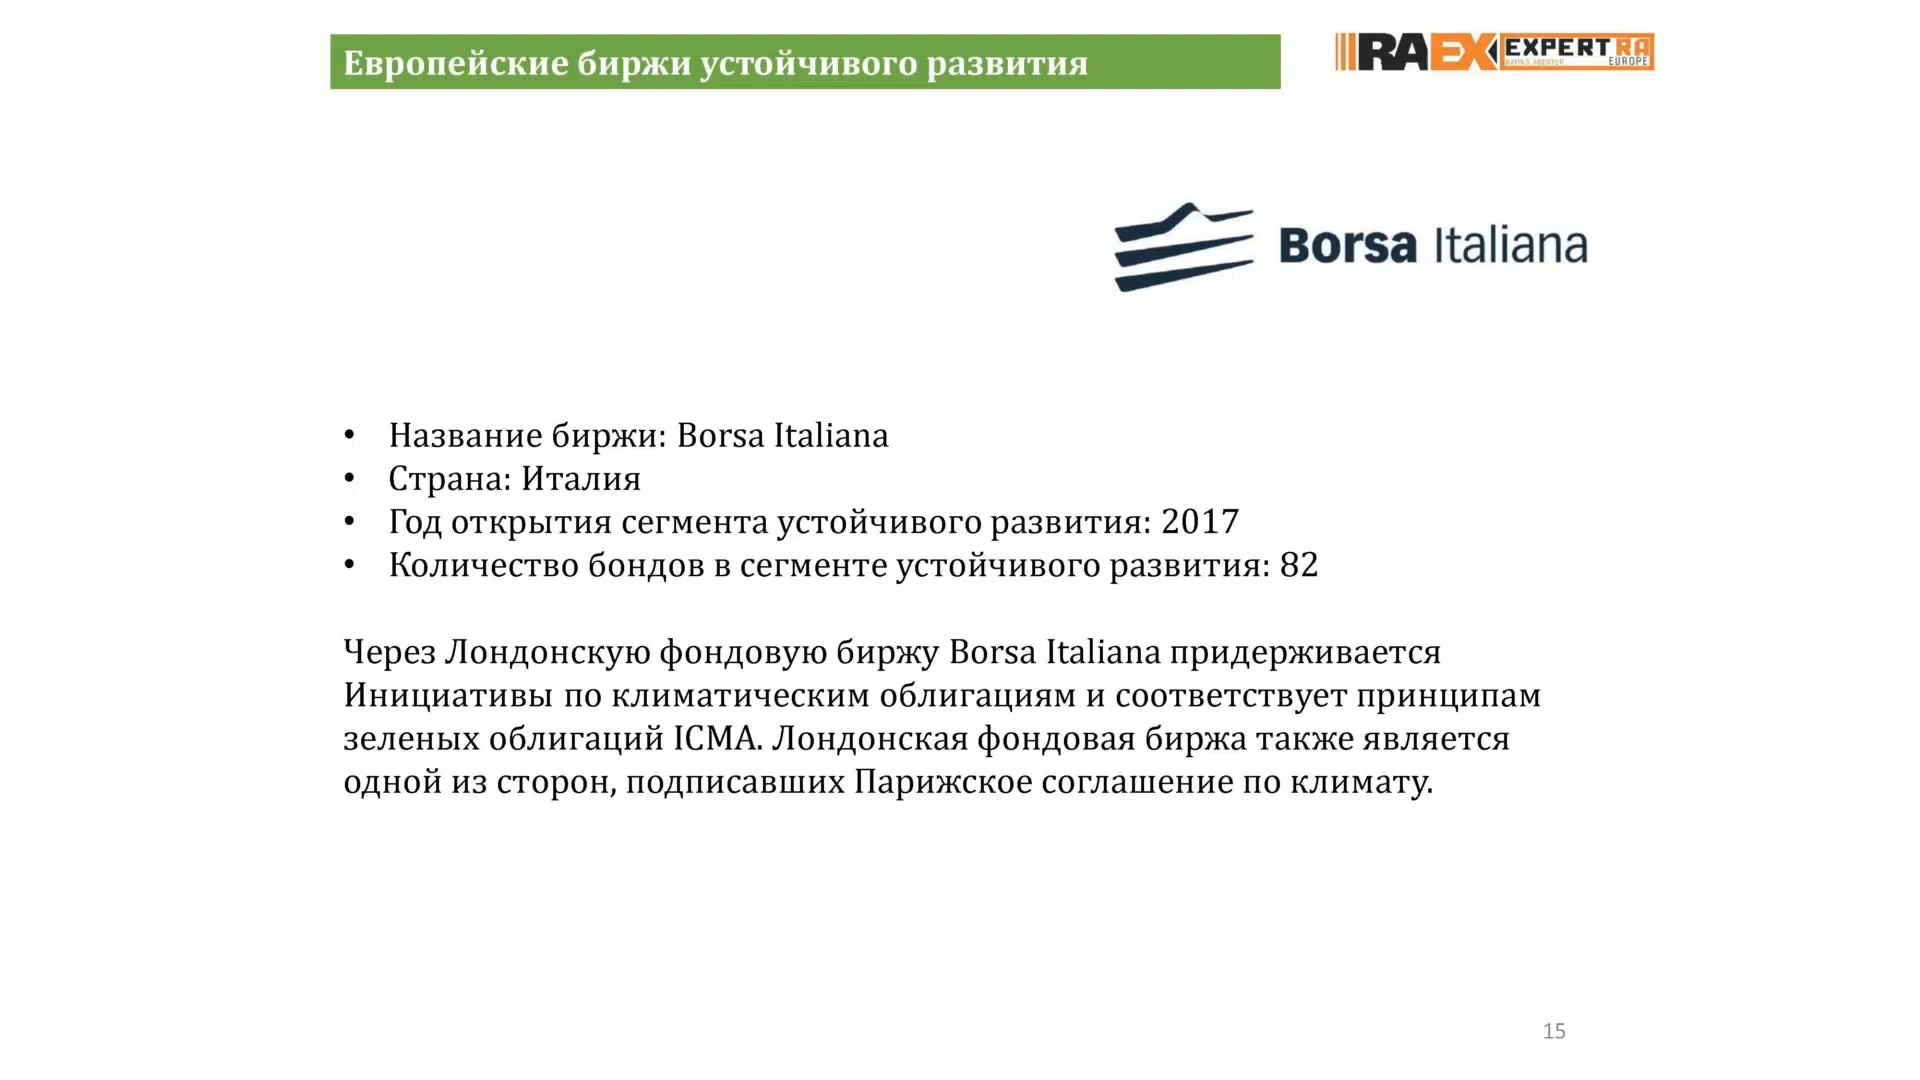 Европейские биржи устойчивого развития
RAEX EXPERT RA
RATING AGENTUR EUROPE
Borsa Italiana
• Название биржи: Borsa Italiana
• Страна: Италия
• Год открытия сегмента устойчивого развития: 2017
• Количество бондов в сегменте устойчивого развития: 82
Через Лондонскую фондовую биржу Borsa Italiana придерживается
Инициативы по климатическим облигациям и соответствует принципам
зеленых облигаций ICMA. Лондонская фондовая биржа также является
одной из сторон, подписавших Парижское соглашение по климату.
15